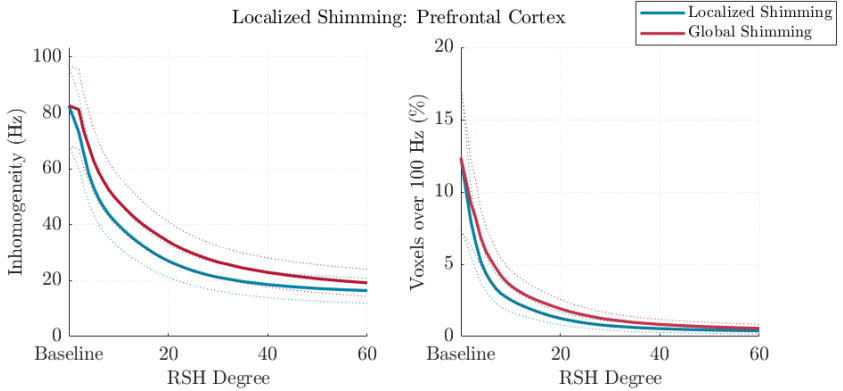 Localized Shimming: Prefrontal Cortex
Localized Shimming
Global Shimming
Inhomogeneity (Hz)
100
80
60
40
20
0
Baseline 20 40 60
RSH Degree
Voxels over 100 Hz (%)
20
15
10
5
0
Baseline 20 40 60
RSH Degree